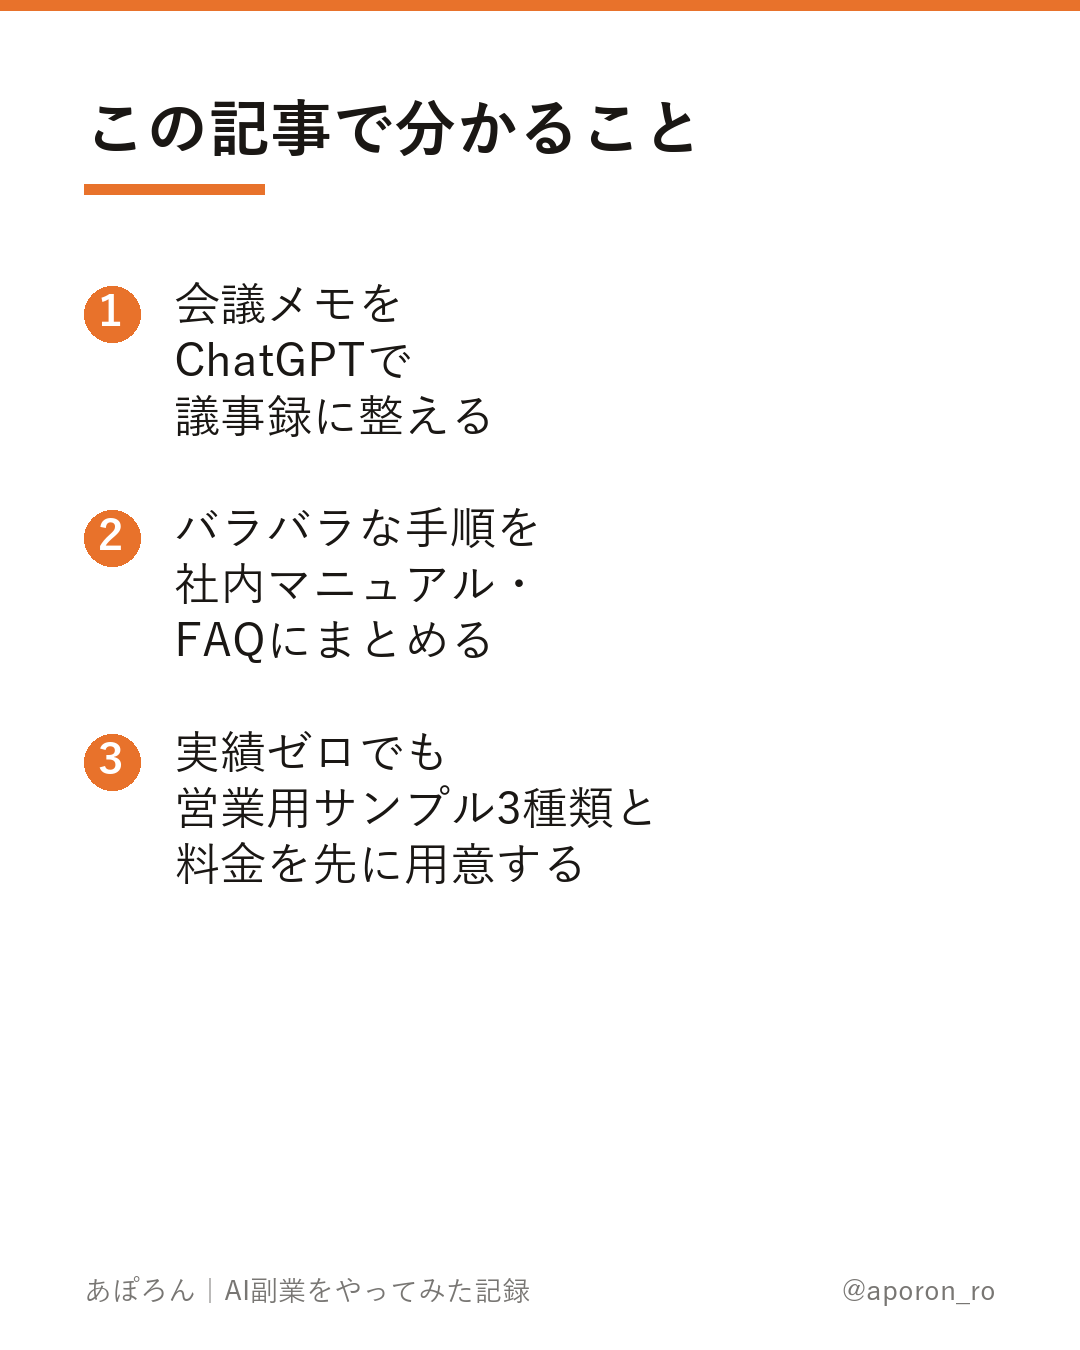 この記事で分かること
1 会議メモを
ChatGPTで
議事録に整える
2 バラバラな手順を
社内マニュアル・
FAQにまとめる
3 実績ゼロでも
営業用サンプル3種類と
料金を先に用意する
あぽろん｜AI副業をやってみた記録
@aporon_ro